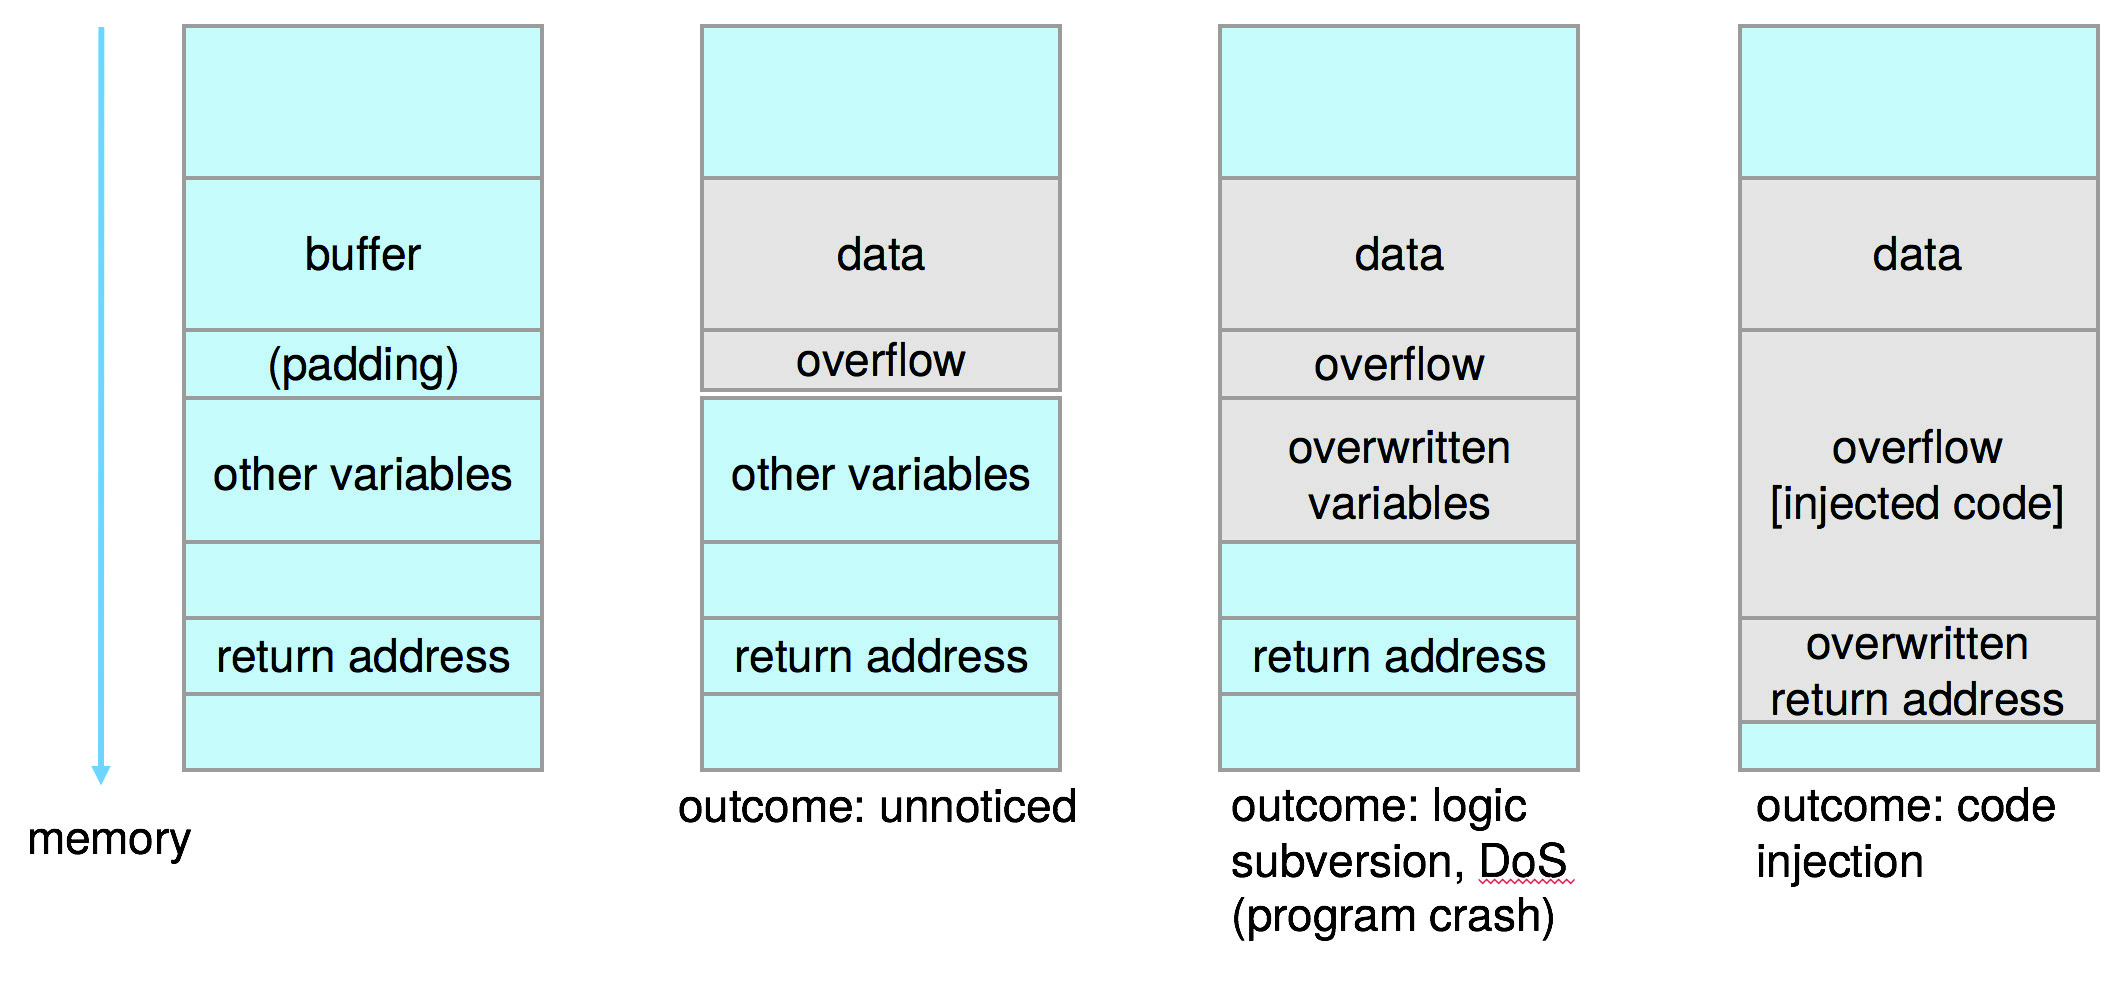 buffer
(padding)
other variables
return address
memory
data
overflow
other variables
return address
outcome: unnoticed
data
overflow
overwritten
variables
return address
outcome: logic
subversion, DoS
(program crash)
data
overflow
[injected code]
overwritten
return address
outcome: code
injection